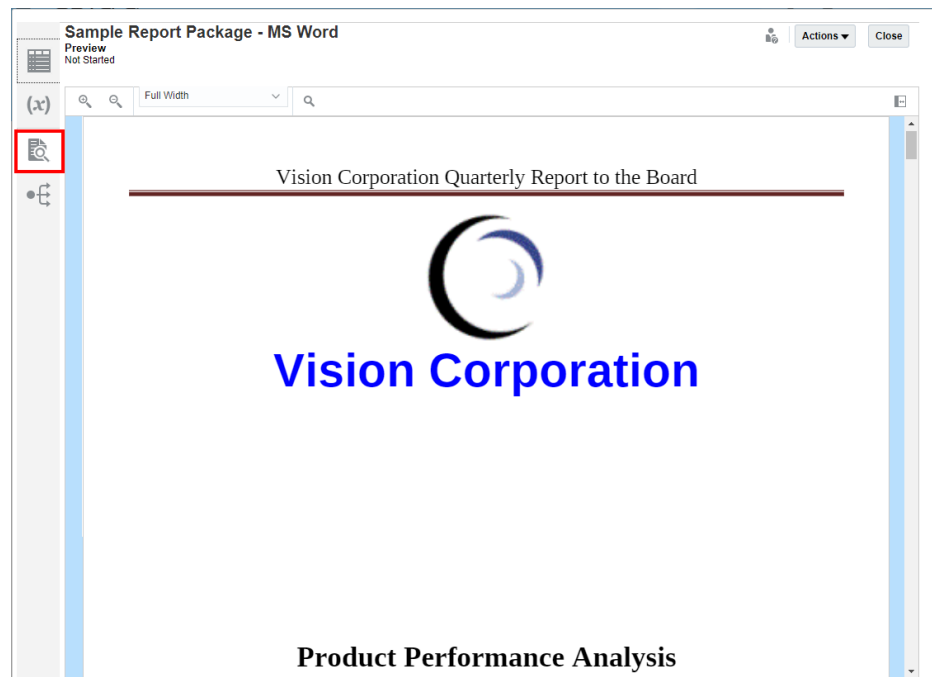 Sample Report Package - MS Word
Preview
Not Started
Actions
Close
(x)
Full Width
Vision Corporation Quarterly Report to the Board
Vision Corporation
Product Performance Analysis